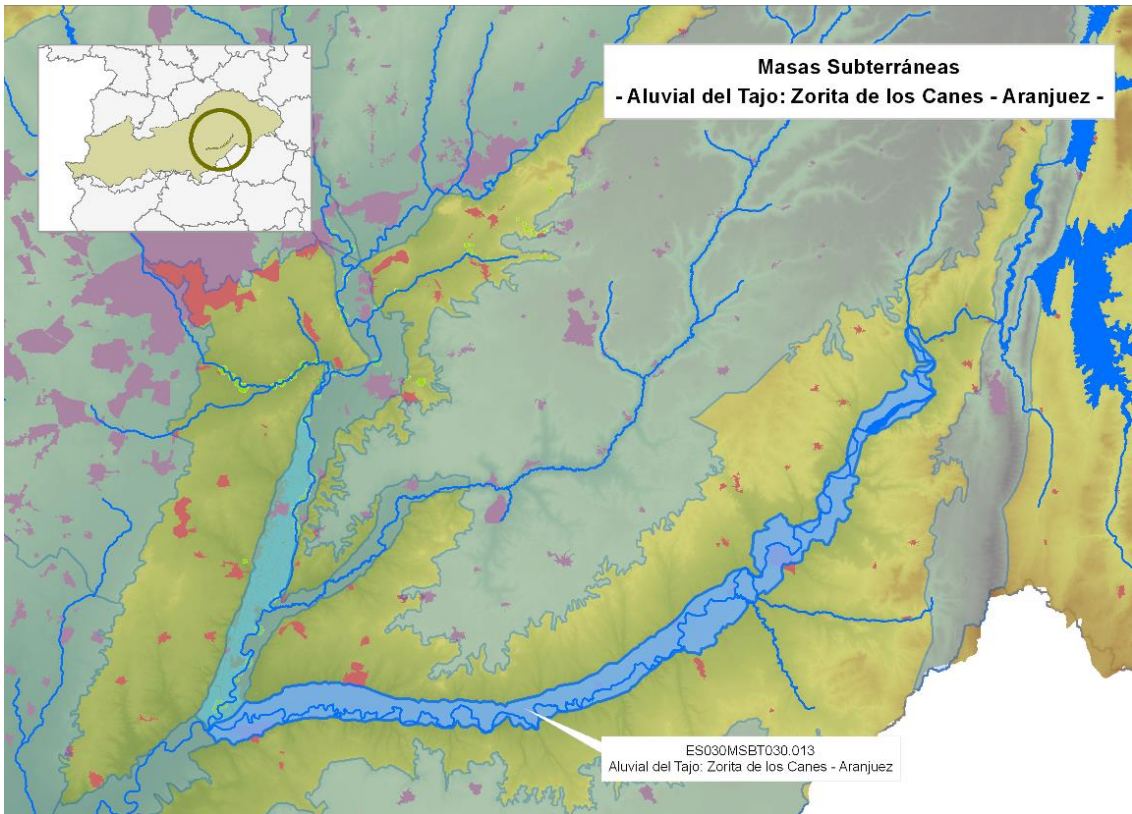 Masas Subterráneas
- Aluvial del Tajo: Zorita de los Canes - Aranjuez -
ES030MSBT030.013
Aluvial del Tajo: Zorita de los Canes - Aranjuez